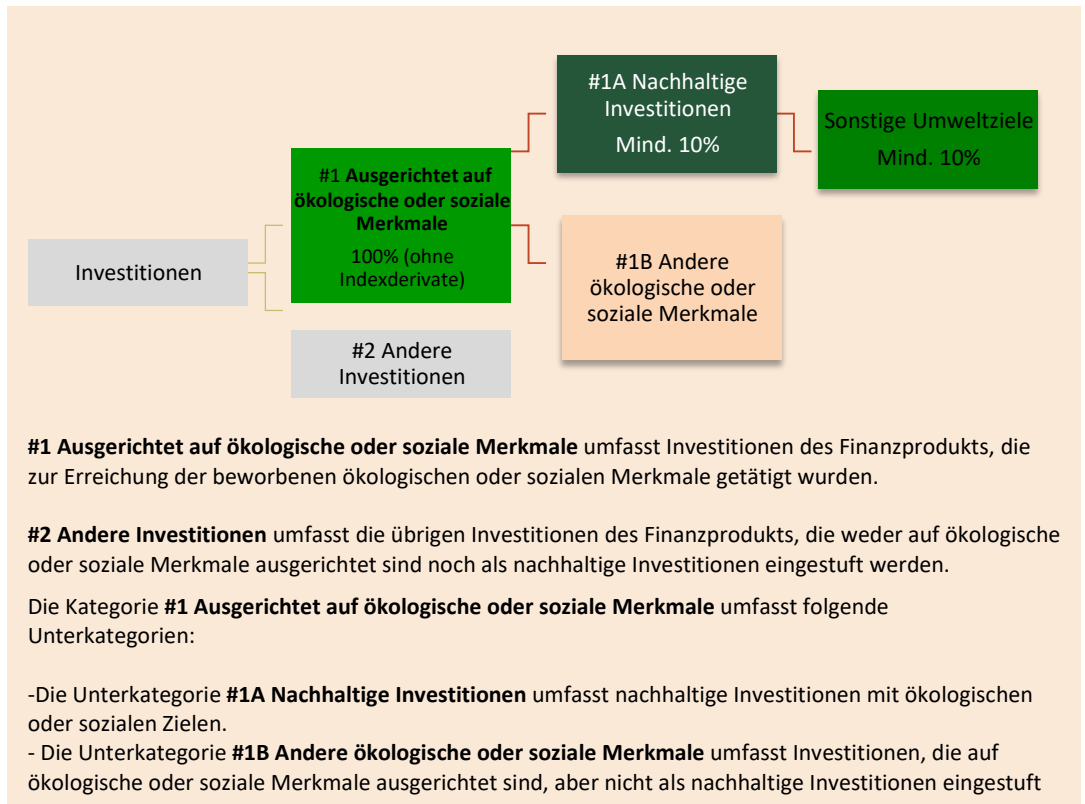 #1A Nachhaltige
Investitionen
Mind. 10%
Sonstige Umweltziele
Mind. 10%
#1 Ausgerichtet auf
ökologische oder soziale
Merkmale
100% (ohne
Indexderivate)
Investitionen
#1B Andere
ökologische oder
soziale Merkmale
#2 Andere
Investitionen
#1 Ausgerichtet auf ökologische oder soziale Merkmale umfasst Investitionen des Finanzprodukts, die
zur Erreichung der beworbenen ökologischen oder sozialen Merkmale getätigt wurden.
#2 Andere Investitionen umfasst die übrigen Investitionen des Finanzprodukts, die weder auf ökologische
oder soziale Merkmale ausgerichtet sind noch als nachhaltige Investitionen eingestuft werden.
Die Kategorie #1 Ausgerichtet auf ökologische oder soziale Merkmale umfasst folgende
Unterkategorien:
-Die Unterkategorie #1A Nachhaltige Investitionen umfasst nachhaltige Investitionen mit ökologischen
oder sozialen Zielen.
- Die Unterkategorie #1B Andere ökologische oder soziale Merkmale umfasst Investitionen, die auf
ökologische oder soziale Merkmale ausgerichtet sind, aber nicht als nachhaltige Investitionen eingestuft